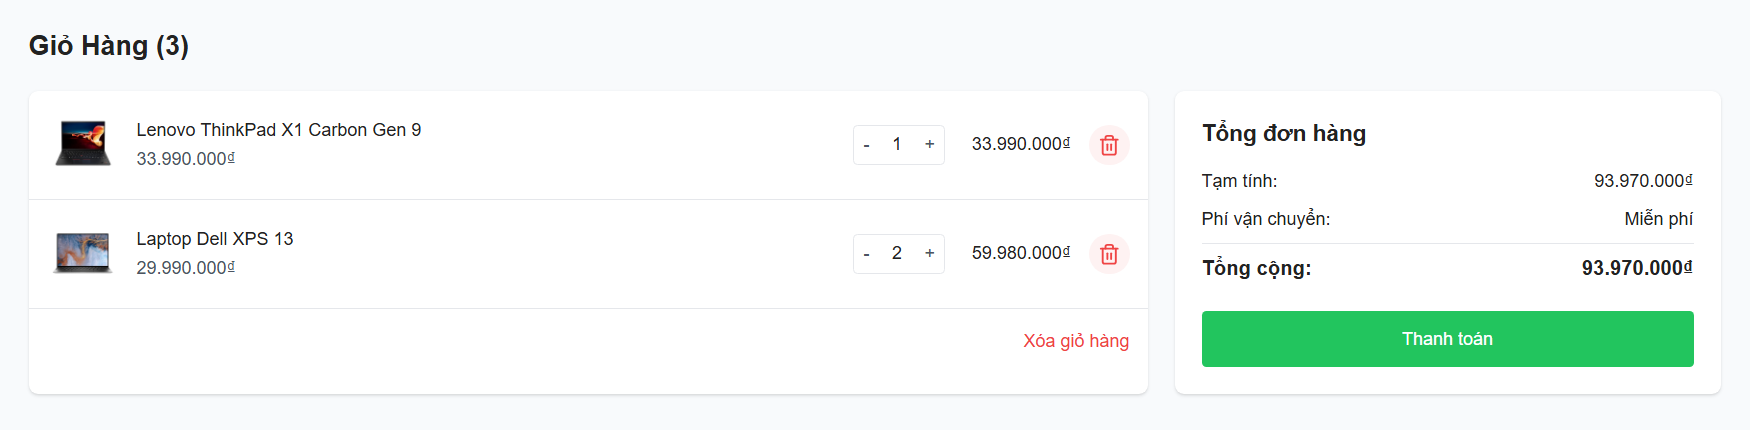 Giỏ Hàng (3)
Lenovo ThinkPad X1 Carbon Gen 9
33.990.000₫
- 1 + 33.990.000₫
Laptop Dell XPS 13
29.990.000₫
- 2 + 59.980.000₫
Xóa giỏ hàng
Tổng đơn hàng
Tạm tính: 93.970.000₫
Phí vận chuyển: Miễn phí
Tổng cộng: 93.970.000₫
Thanh toán